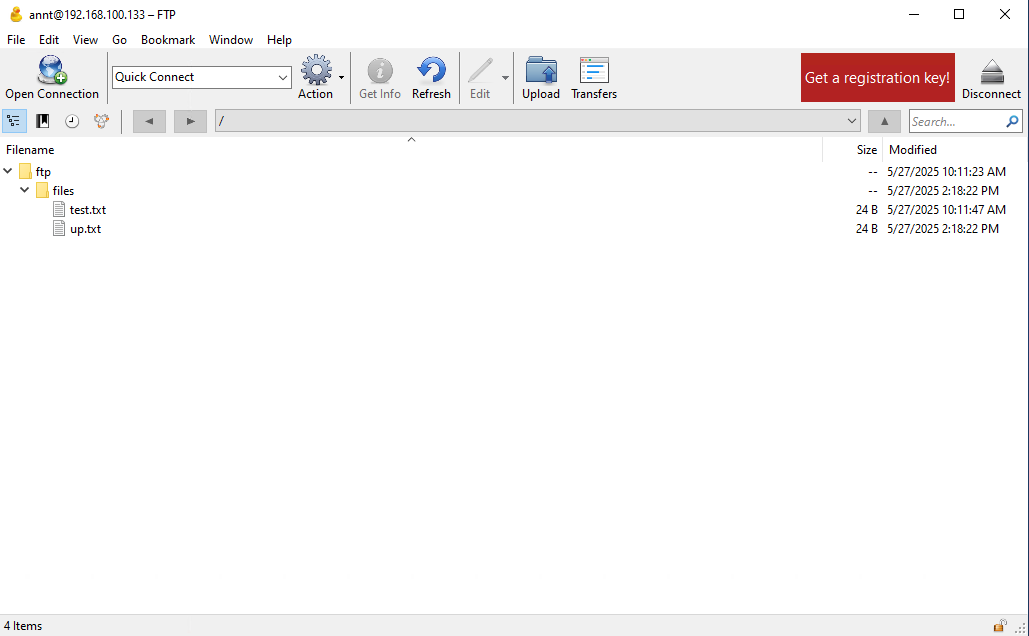 annt@192.168.100.133 – FTP
File Edit View Go Bookmark Window Help
Open Connection Quick Connect Action Get Info Refresh Edit Upload Transfers Get a registration key! Disconnect
/ Search...
Filename Size Modified
ftp -- 5/27/2025 10:11:23 AM
files -- 5/27/2025 2:18:22 PM
test.txt 24 B 5/27/2025 10:11:47 AM
up.txt 24 B 5/27/2025 2:18:22 PM
4 Items